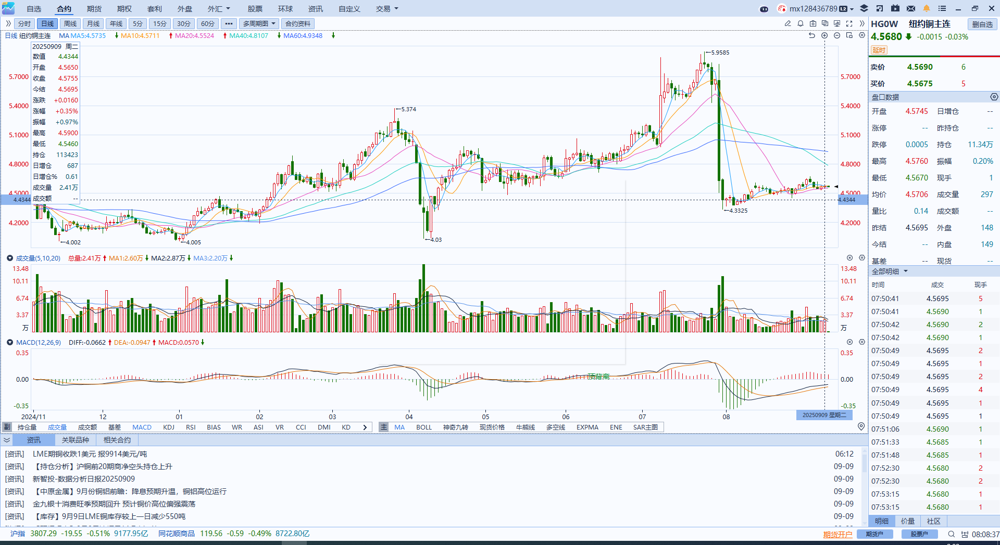 自选 合约 期货 期权 套利 外盘 外汇 股票 环球 资讯 自定义 交易 mx128436789 L2
分时 日线 周线 月线 年线 5分 15分 30分 60分 ••• 多周期图 合约资料
日线 纽约铜主连 MA MA5:4.5735 MA10:4.5711 MA20:4.5524 MA40:4.8107 MA60:4.9348
20250909 周二
数值 4.4344
开盘 4.5650
收盘 4.5755
今结 4.5695
涨跌 +0.0160
涨幅 +0.35%
振幅 +0.97%
最高 4.5900
最低 4.5460
持仓 113423
日增仓 687
日增仓% 0.61
成交量 2.41万
成交额 --
5.7000
5.4000
5.1000
4.8000
4.5000
4.4344
4.2000
5.9585
5.374
4.002
4.005
4.03
4.3325
5.7000
5.4000
5.1000
4.8000
4.5000
4.4344
4.2000
成交量(5,10,20) 总量:2.41万 MA1:2.60万 MA2:2.87万 MA3:2.20万
13.48
10.11
6.74
3.37
万
13.48
10.11
6.74
3.37
万
MACD(12,26,9) DIFF:-0.0662 DEA:-0.0947 MACD:0.0570
0.35
0.00
-0.35
顶背离
0.35
0.00
-0.35
2024/11 12 01 02 03 04 05 06 07 08 20250909 星期二
副 持仓量 成交量 成交额 基差 MACD KDJ RSI BIAS WR ASI VR CCI DMI KD 主 MA BOLL 神奇九转 现货价格 牛熊线 多空线 EXPMA ENE SAR主图
资讯 关联品种 相关合约
[资讯] LME期铜收跌1美元 报9914美元/吨 06:12
[资讯] 【持仓分析】沪铜前20期商净空头持仓上升 09-09
[资讯] 新智投-数据分析日报20250909 09-09
[资讯] 【中原金属】9月份铜铝前瞻：降息预期升温，铜铝高位运行 09-09
[资讯] 金九银十消费旺季预期回升 预计铜价高位偏强震荡 09-09
[资讯] 【库存】9月9日LME铜库存较上一日减少550吨 09-09
沪指 3807.29 -19.55 -0.51% 9177.95亿 同花顺商品 119.56 -0.59 -0.49% 8722.80亿
期货开户 期货户 股票户 08:08:37
HG0W 纽约铜主连 删自选
4.5680 -0.0015 -0.03%
延时
卖价 4.5690 6
买价 4.5675 5
盘口数据
开盘 4.5745 日增仓 --
涨停 -- 昨持仓 --
跌停 0.0005 持仓 11.34万
最高 4.5760 振幅 0.20%
最低 4.5670 现手 1
均价 4.5706 成交量 297
量比 0.14 成交额 --
昨结 4.5695 外盘 148
今结 -- 内盘 149
基差 -- 现货 --
全部明细
时间 成交 现手
07:50:41 4.5695 5
07:50:41 4.5690 1
07:50:42 4.5690 2
07:50:42 4.5690 1
07:50:49 4.5695 2
07:50:49 4.5695 1
07:50:49 4.5695 2
07:50:49 4.5695 4
07:50:49 4.5695 1
07:50:49 4.5695 1
07:51:06 4.5690 1
07:51:33 4.5685 1
07:51:48 4.5685 1
07:52:30 4.5680 2
07:52:30 4.5680 2
07:53:15 4.5680 1
07:53:15 4.5680 1
明细 价量 社区